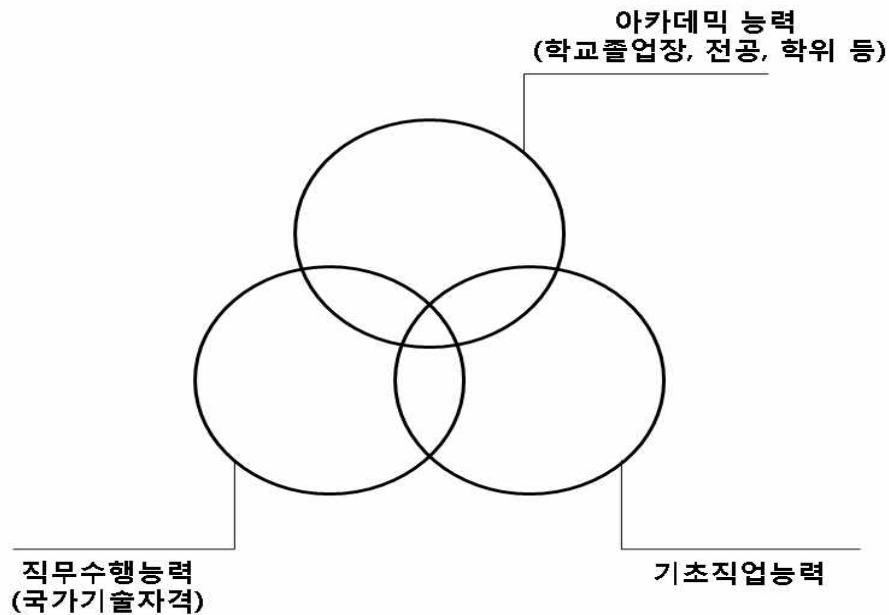 아카데믹 능력
(학교졸업장, 전공, 학위 등)
직무수행능력
(국가기술자격)
기초직업능력